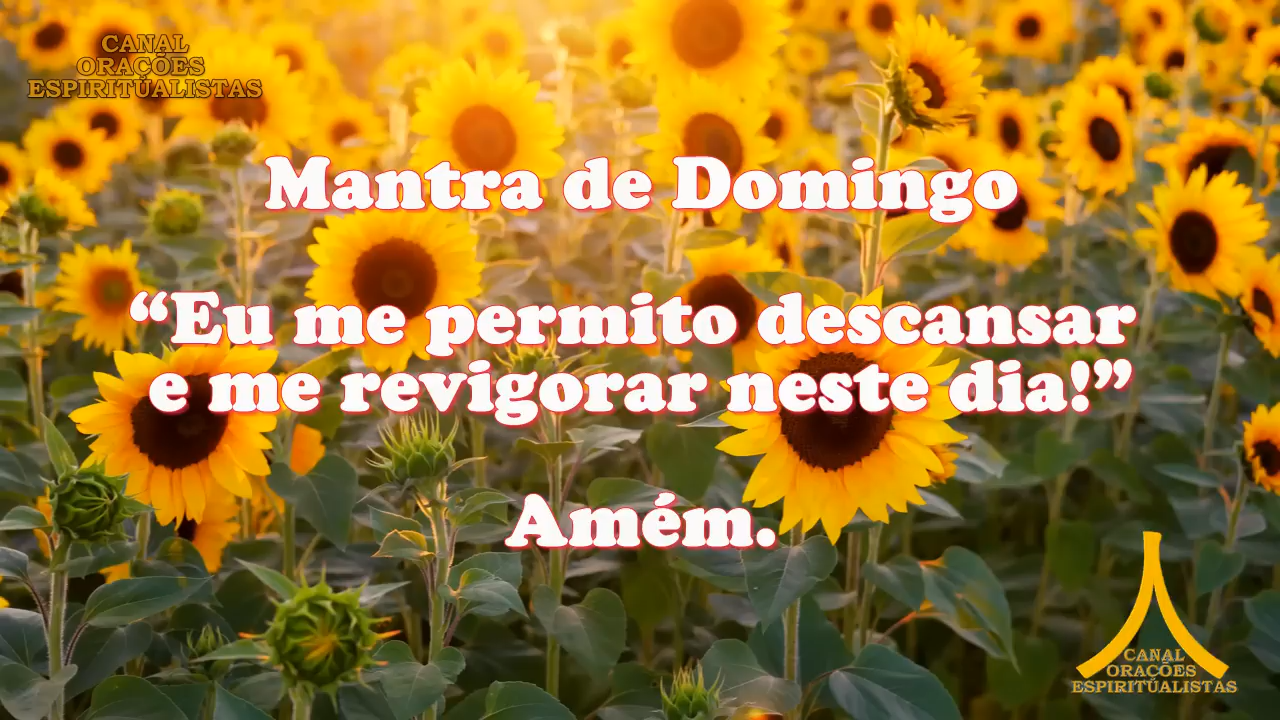 CANAL
ORAÇÕES
ESPIRITUALISTAS
Mantra de Domingo
“Eu me permito descansar
e me revigorar neste dia!”
Amém.
CANAL
ORAÇÕES
ESPIRITUALISTAS